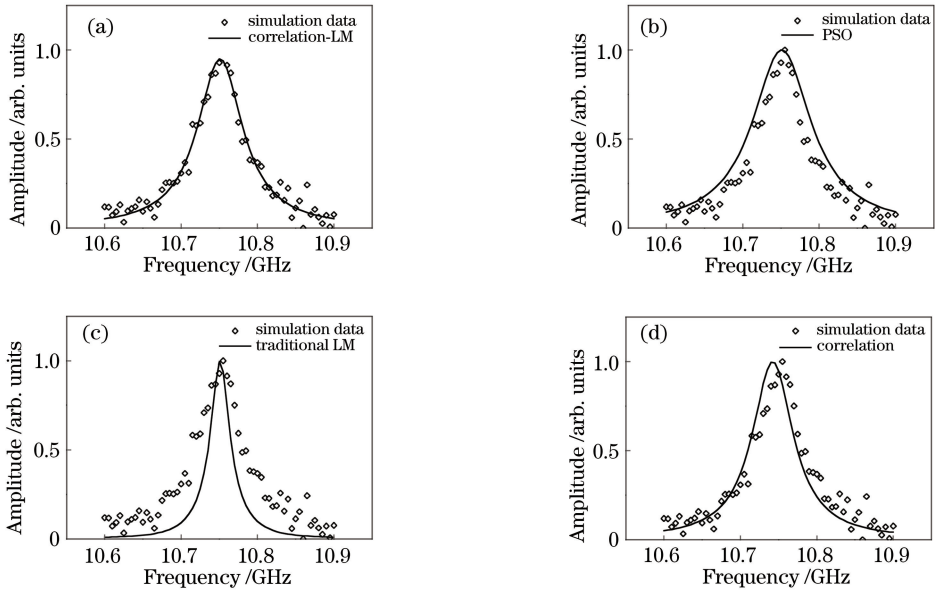 (a)
simulation data
correlation-LM
1.0
0.5
0
10.6 10.7 10.8 10.9
Frequency /GHz
Amplitude /arb. units
(b)
simulation data
PSO
1.0
0.5
0
10.6 10.7 10.8 10.9
Frequency /GHz
Amplitude /arb. units
(c)
simulation data
traditional LM
1.0
0.5
0
10.6 10.7 10.8 10.9
Frequency /GHz
Amplitude /arb. units
(d)
simulation data
correlation
1.0
0.5
0
10.6 10.7 10.8 10.9
Frequency /GHz
Amplitude /arb. units